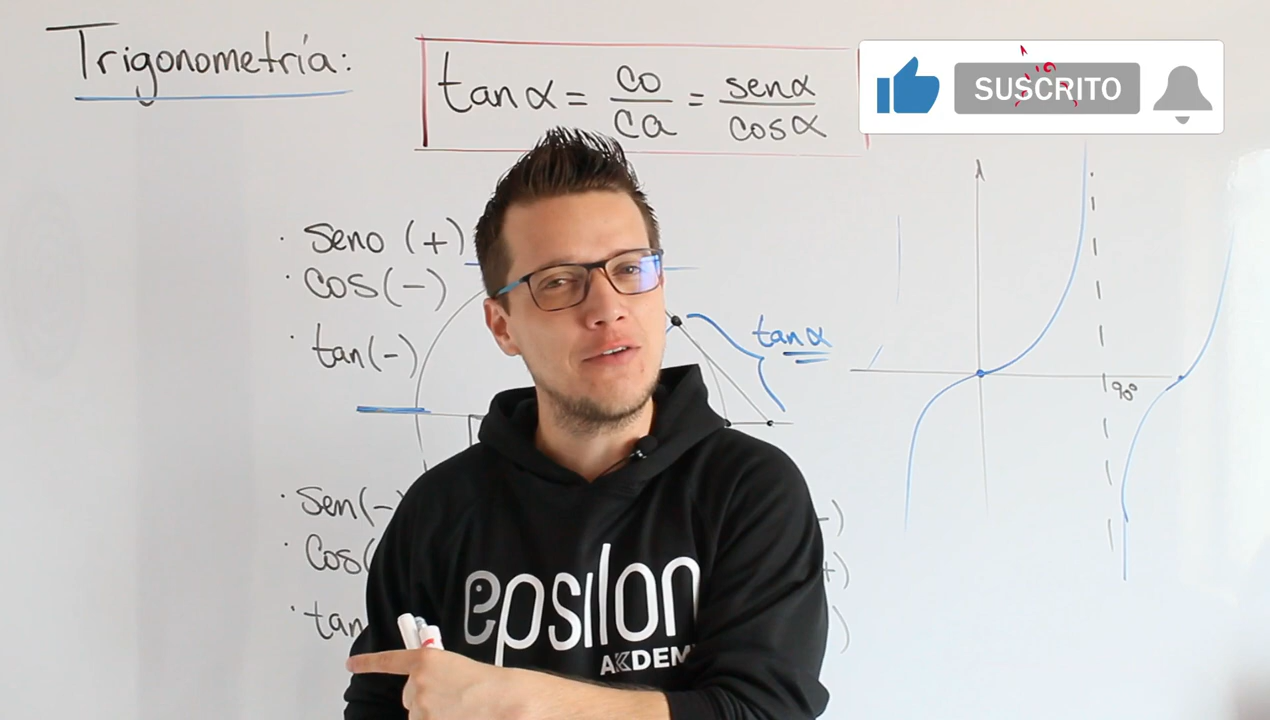 Trigonometría:
tan α = co/ca = senα/cosα
SUSCRITO
· seno (+)
· cos (-)
· tan (-)
tan α
90°
· sen(-
· cos(
· tan
-)
+)
)
epsilon
AKDEM